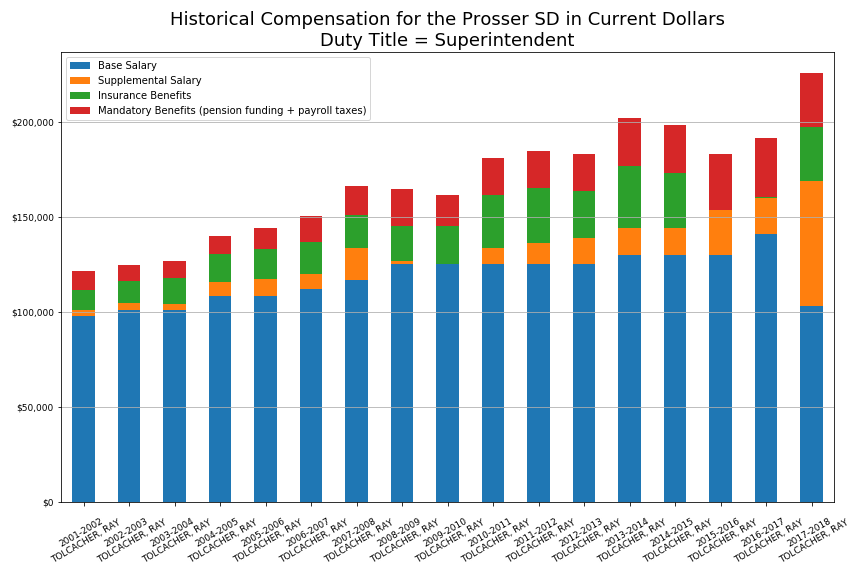 Historical Compensation for the Prosser SD in Current Dollars
Duty Title = Superintendent
Base Salary
Supplemental Salary
Insurance Benefits
Mandatory Benefits (pension funding + payroll taxes)
$200,000
$150,000
$100,000
$50,000
$0
2001-2002
TOLCACHER, RAY
2002-2003
TOLCACHER, RAY
2003-2004
TOLCACHER, RAY
2004-2005
TOLCACHER, RAY
2005-2006
TOLCACHER, RAY
2006-2007
TOLCACHER, RAY
2007-2008
TOLCACHER, RAY
2008-2009
TOLCACHER, RAY
2009-2010
TOLCACHER, RAY
2010-2011
TOLCACHER, RAY
2011-2012
TOLCACHER, RAY
2012-2013
TOLCACHER, RAY
2013-2014
TOLCACHER, RAY
2014-2015
TOLCACHER, RAY
2015-2016
TOLCACHER, RAY
2016-2017
TOLCACHER, RAY
2017-2018
TOLCACHER, RAY